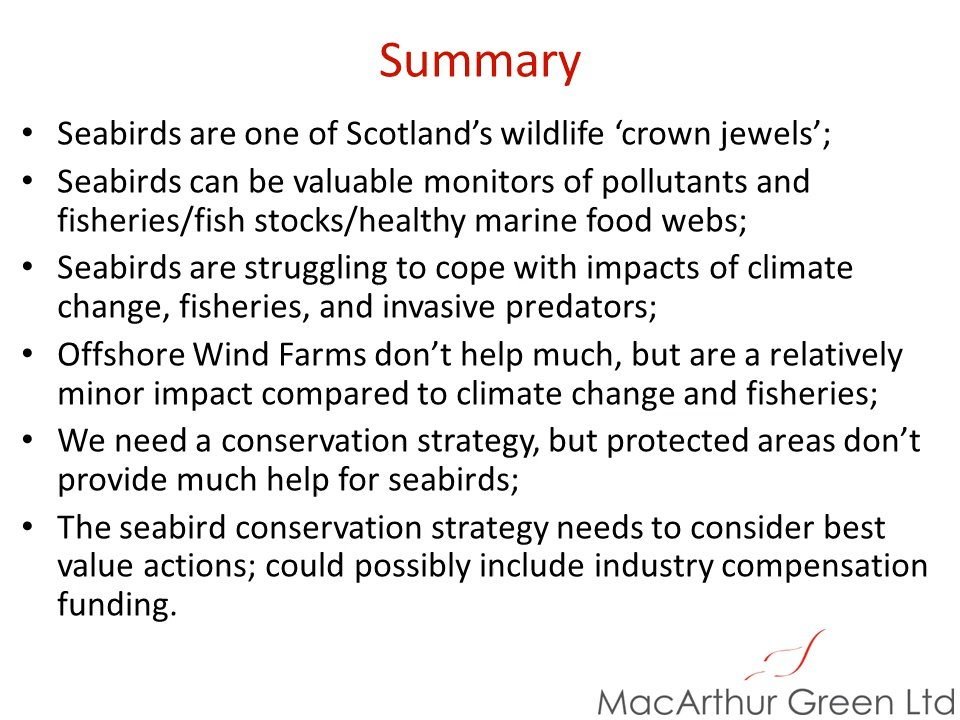 Summary
• Seabirds are one of Scotland’s wildlife ‘crown jewels’;
• Seabirds can be valuable monitors of pollutants and
fisheries/fish stocks/healthy marine food webs;
• Seabirds are struggling to cope with impacts of climate
change, fisheries, and invasive predators;
• Offshore Wind Farms don’t help much, but are a relatively
minor impact compared to climate change and fisheries;
• We need a conservation strategy, but protected areas don’t
provide much help for seabirds;
• The seabird conservation strategy needs to consider best
value actions; could possibly include industry compensation
funding.
MacArthur Green Ltd